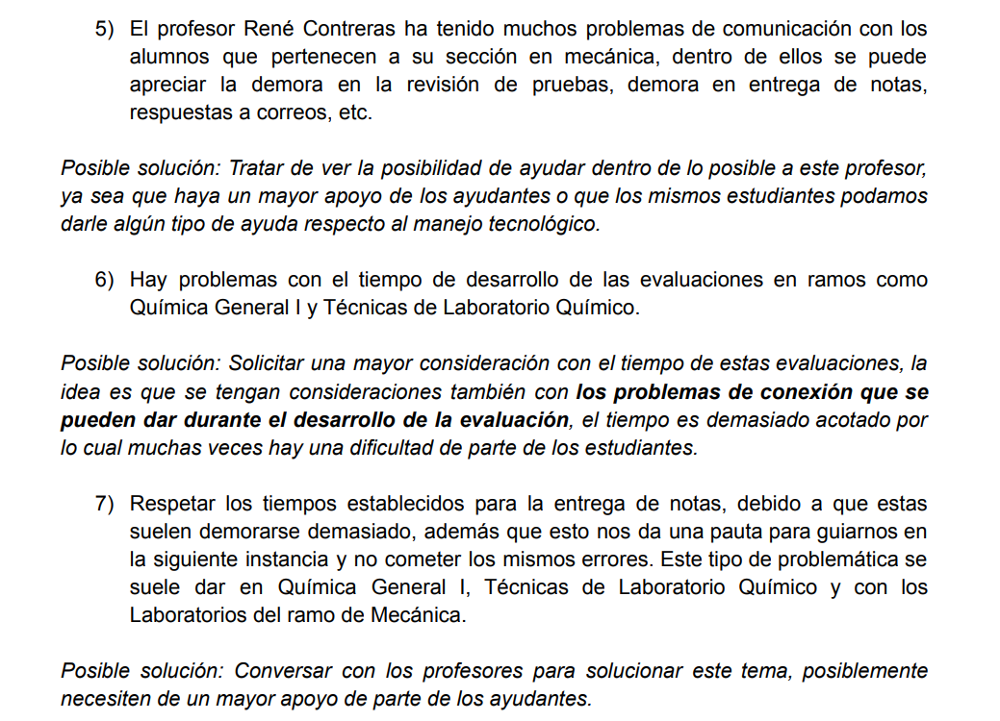 5) El profesor René Contreras ha tenido muchos problemas de comunicación con los
alumnos que pertenecen a su sección en mecánica, dentro de ellos se puede
apreciar la demora en la revisión de pruebas, demora en entrega de notas,
respuestas a correos, etc.
Posible solución: Tratar de ver la posibilidad de ayudar dentro de lo posible a este profesor,
ya sea que haya un mayor apoyo de los ayudantes o que los mismos estudiantes podamos
darle algún tipo de ayuda respecto al manejo tecnológico.
6) Hay problemas con el tiempo de desarrollo de las evaluaciones en ramos como
Química General I y Técnicas de Laboratorio Químico.
Posible solución: Solicitar una mayor consideración con el tiempo de estas evaluaciones, la
idea es que se tengan consideraciones también con los problemas de conexión que se
pueden dar durante el desarrollo de la evaluación, el tiempo es demasiado acotado por
lo cual muchas veces hay una dificultad de parte de los estudiantes.
7) Respetar los tiempos establecidos para la entrega de notas, debido a que estas
suelen demorarse demasiado, además que esto nos da una pauta para guiarnos en
la siguiente instancia y no cometer los mismos errores. Este tipo de problemática se
suele dar en Química General I, Técnicas de Laboratorio Químico y con los
Laboratorios del ramo de Mecánica.
Posible solución: Conversar con los profesores para solucionar este tema, posiblemente
necesiten de un mayor apoyo de parte de los ayudantes.